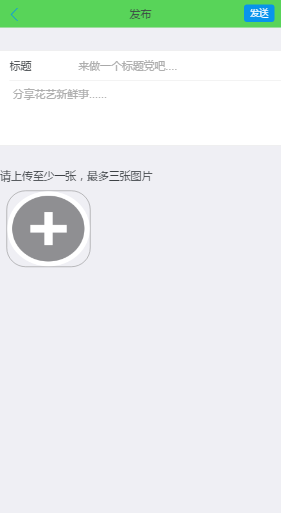 发布
发送
标题 来做一个标题党吧....
分享花艺新鲜事......
请上传至少一张，最多三张图片